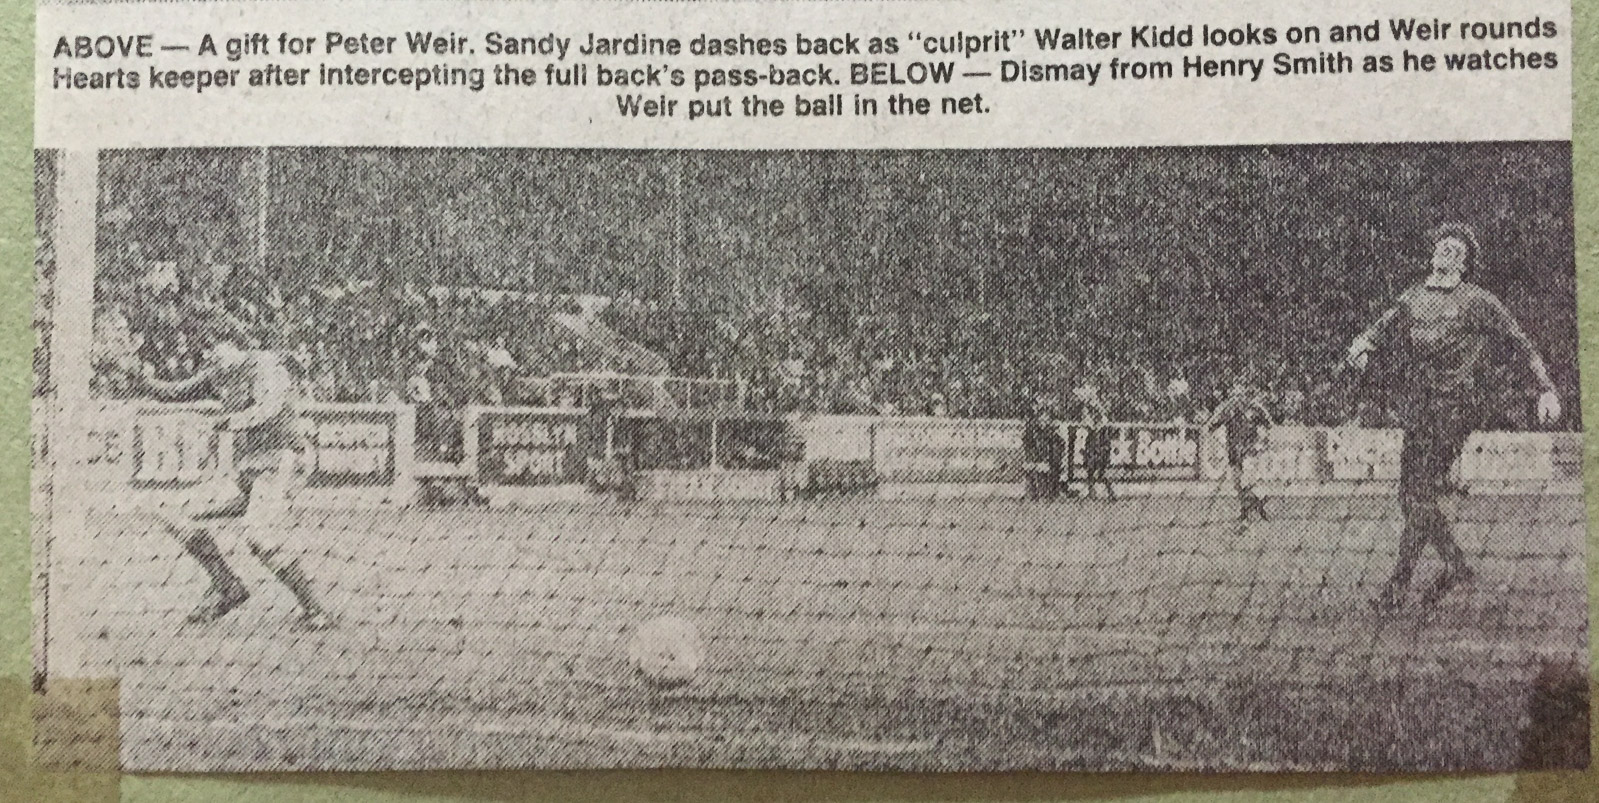 ABOVE — A gift for Peter Weir. Sandy Jardine dashes back as “culprit” Walter Kidd looks on and Weir rounds
Hearts keeper after intercepting the full back’s pass-back. BELOW — Dismay from Henry Smith as he watches
Weir put the ball in the net.
SPORT
Bottle